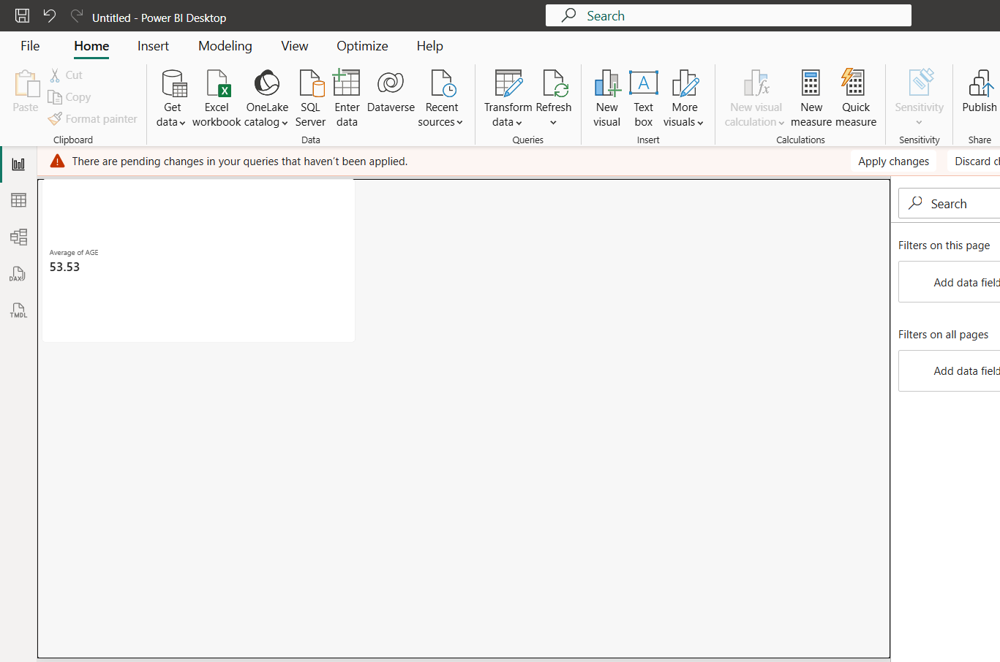 Untitled - Power BI Desktop
Search
File Home Insert Modeling View Optimize Help
Paste
Cut
Copy
Format painter
Clipboard
Get data
Excel workbook
OneLake catalog
SQL Server
Enter data
Dataverse
Recent sources
Data
Transform data
Refresh
Queries
New visual
Text box
More visuals
Insert
New visual calculation
New measure
Quick measure
Calculations
Sensitivity
Sensitivity
Publish
Share
There are pending changes in your queries that haven't been applied.
Apply changes
Discard
DAX
TMDL
Average of AGE
53.53
Search
Filters on this page
Add data field
Filters on all pages
Add data field